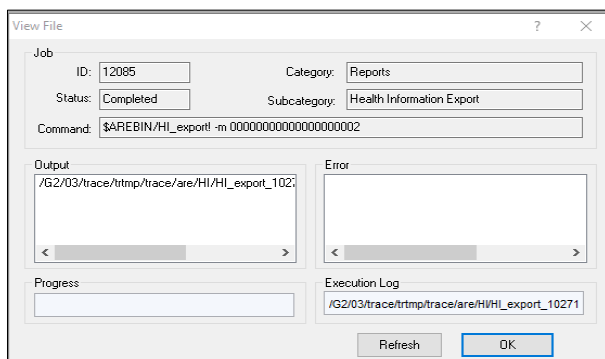 View File
Job
ID: 12085 Category: Reports
Status: Completed Subcategory: Health Information Export
Command: $AREBIN/HI_export! -m 00000000000000000002
Output Error
/G2/03/trace/trtmp/trace/are/HI/HI_export_1027
Progress Execution Log
/G2/03/trace/trtmp/trace/are/HI/HI_export_10271
Refresh OK